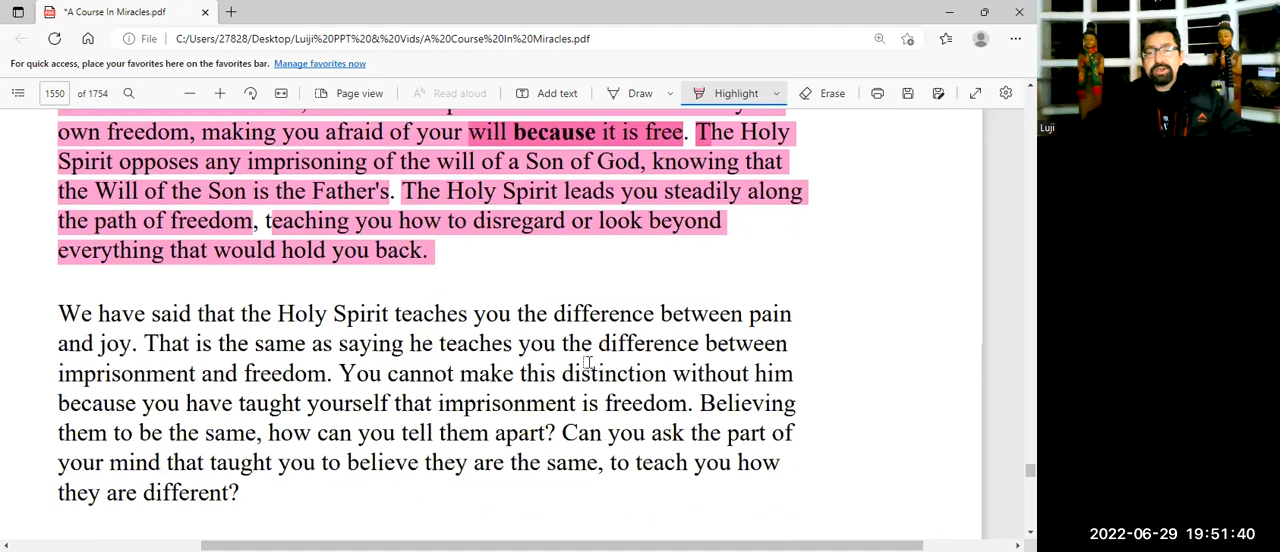 *A Course In Miracles.pdf
File
C:/Users/27828/Desktop/Luiji%20PPT%20&%20Vids/A%20Course%20In%20Miracles.pdf
For quick access, place your favorites here on the favorites bar. Manage favorites now
1550 of 1754
Page view
Read aloud
Add text
Draw
Highlight
Erase
own freedom, making you afraid of your will because it is free. The Holy
Spirit opposes any imprisoning of the will of a Son of God, knowing that
the Will of the Son is the Father's. The Holy Spirit leads you steadily along
the path of freedom, teaching you how to disregard or look beyond
everything that would hold you back.
We have said that the Holy Spirit teaches you the difference between pain
and joy. That is the same as saying he teaches you the difference between
imprisonment and freedom. You cannot make this distinction without him
because you have taught yourself that imprisonment is freedom. Believing
them to be the same, how can you tell them apart? Can you ask the part of
your mind that taught you to believe they are the same, to teach you how
they are different?
Luji
2022-06-29 19:51:40